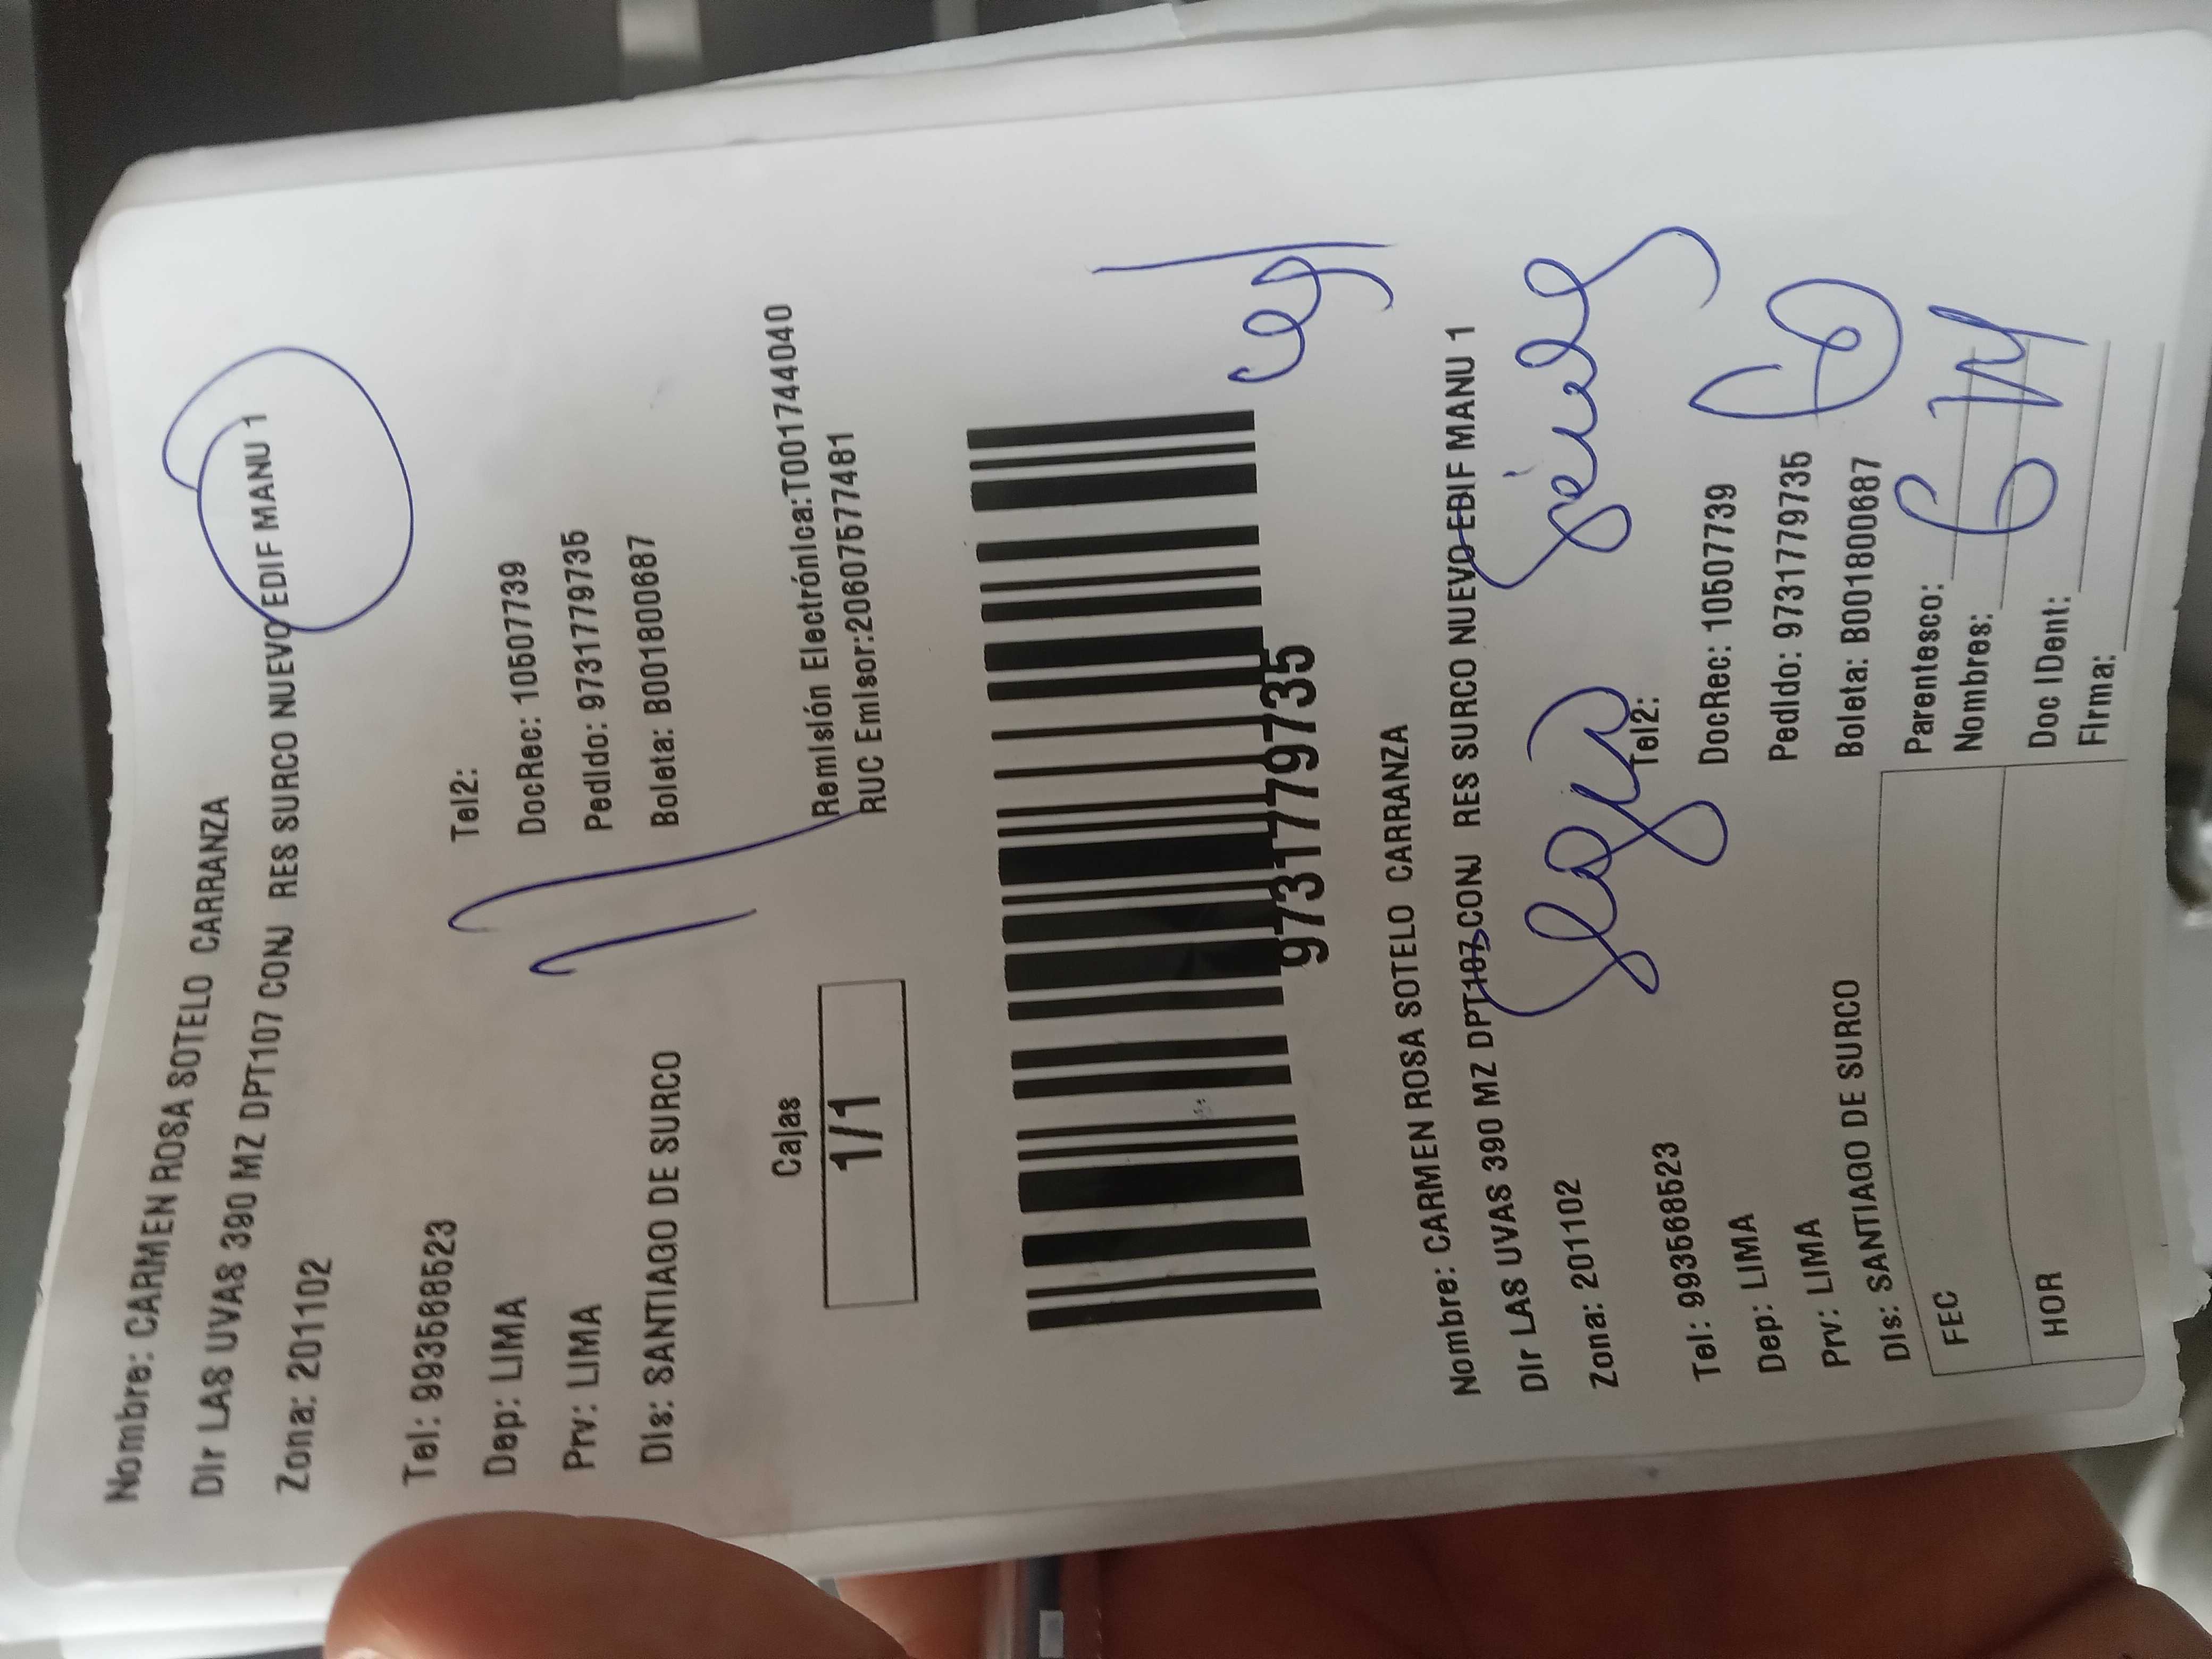 Nombre: CARMEN ROSA SOTELO CARRANZA
Dir LAS UVAS 390 MZ DPT107 CONJ RES SURCO NUEVO EDIF MANU 1
Zona: 201102
Tel: 993568523
Tel2:
Dep: LIMA
DocRec: 10507739
Prv: LIMA
Pedido: 9731779735
Dis: SANTIAGO DE SURCO
Boleta: B001800687
Cajas
1/1
Remisión Electrónica:T001744040
RUC Emisor:20607577481
9731779735
Nombre: CARMEN ROSA SOTELO CARRANZA
Dir LAS UVAS 390 MZ DPT107 CONJ RES SURCO NUEVO EDIF MANU 1
Zona: 201102
Tel: 993568523
Tel2:
Dep: LIMA
DocRec: 10507739
Prv: LIMA
Pedido: 9731779735
Dis: SANTIAGO DE SURCO
Boleta: B001800687
FEC
Parentesco:
Nombres:
HOR
Doc IDent:
Firma: